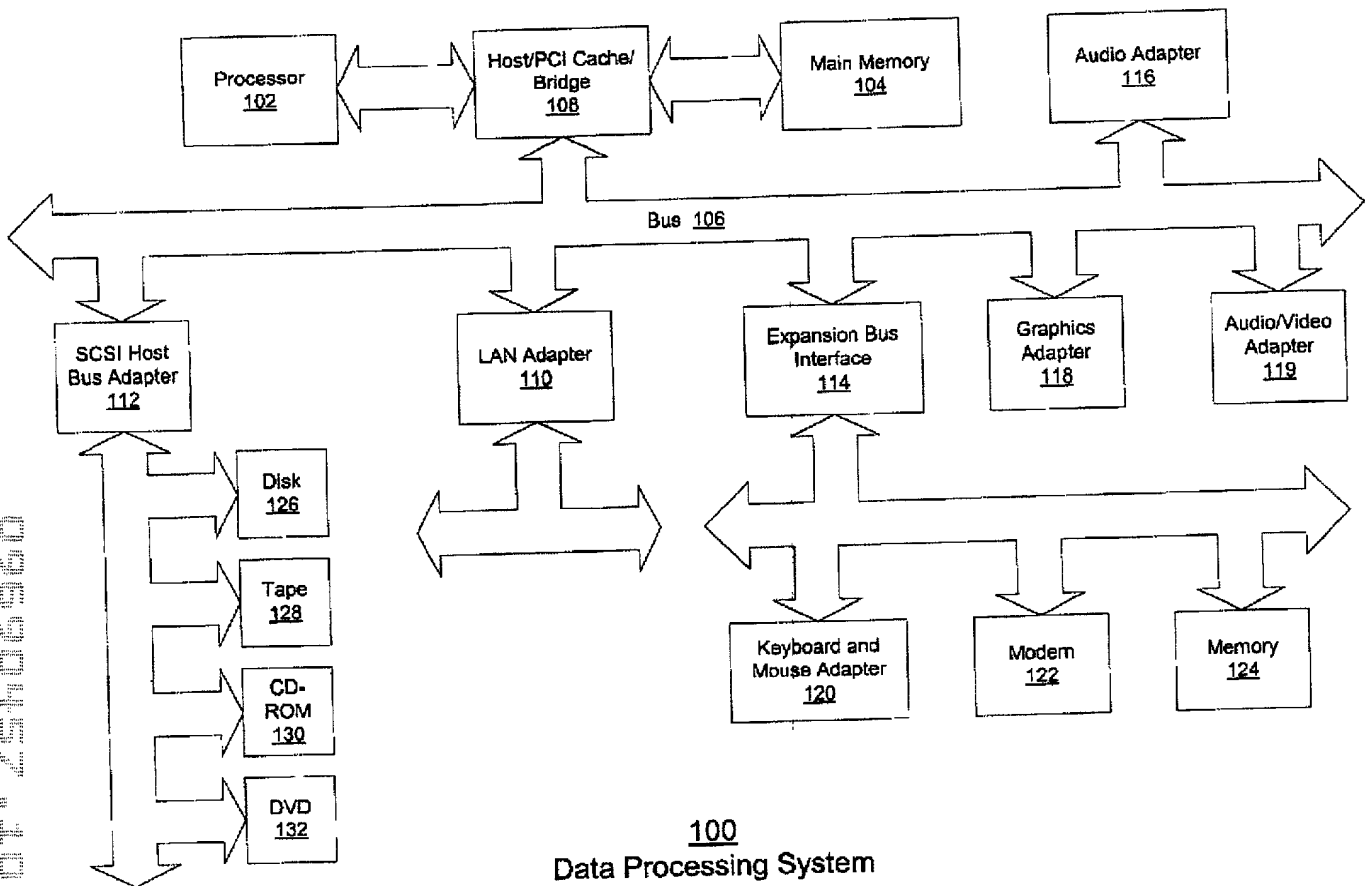 Processor
102
Host/PCI Cache/
Bridge
108
Main Memory
104
Audio Adapter
116
Bus 106
SCSI Host
Bus Adapter
112
LAN Adapter
110
Expansion Bus
Interface
114
Graphics
Adapter
118
Audio/Video
Adapter
119
Disk
126
Tape
128
CD-
ROM
130
DVD
132
Keyboard and
Mouse Adapter
120
Modem
122
Memory
124
100
Data Processing System